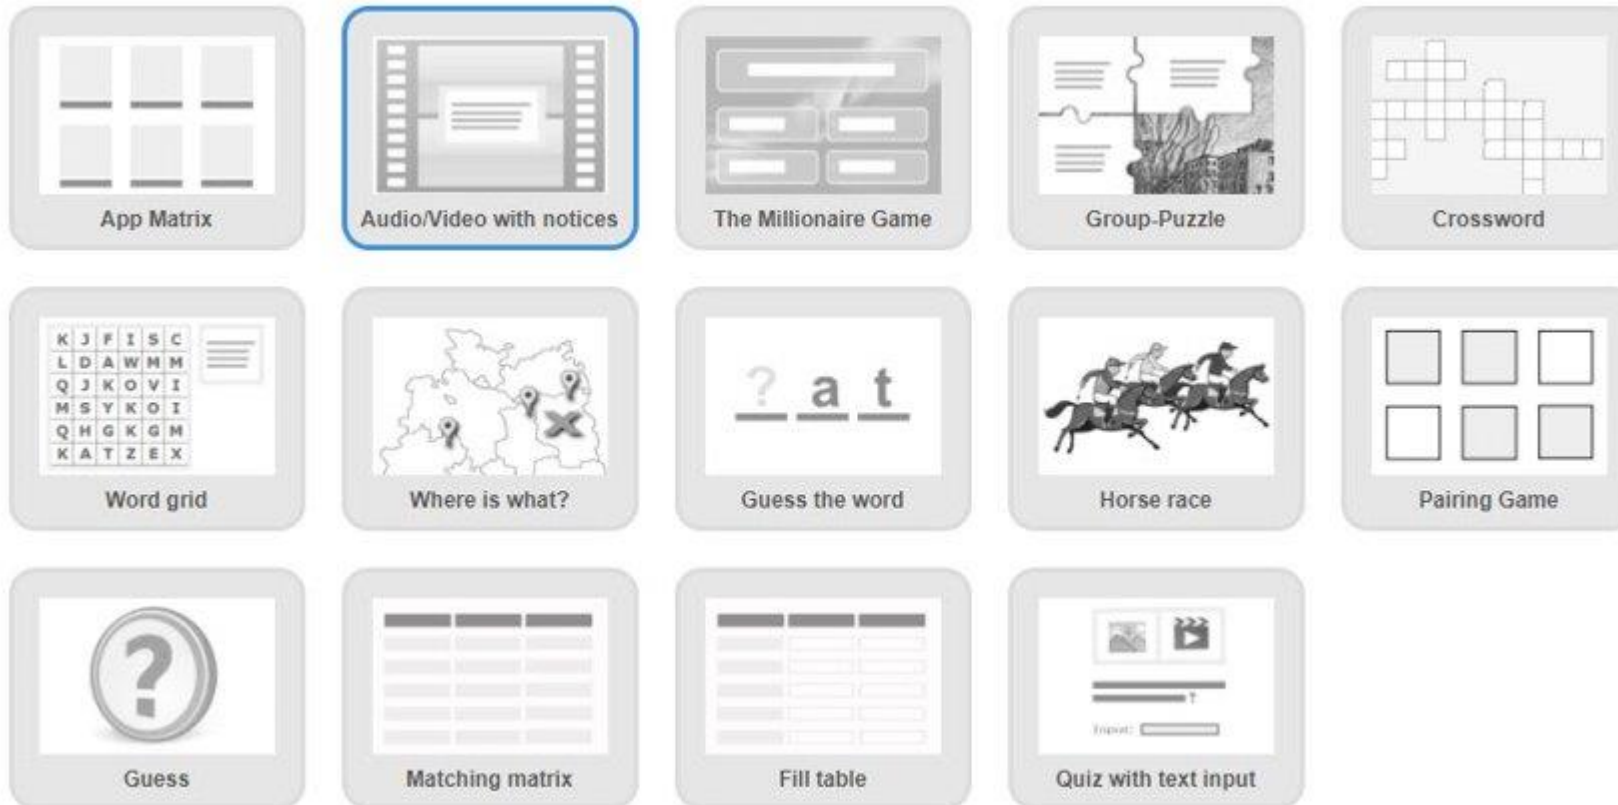 App Matrix
Audio/Video with notices
The Millionaire Game
Group-Puzzle
Crossword
K J F I S C
L D A W M M
Q J K O V I
M S Y K O I
Q H G K G M
K A T Z E X
? a t
Word grid
Where is what?
Guess the word
Horse race
Pairing Game
?
?
Input:
Guess
Matching matrix
Fill table
Quiz with text input